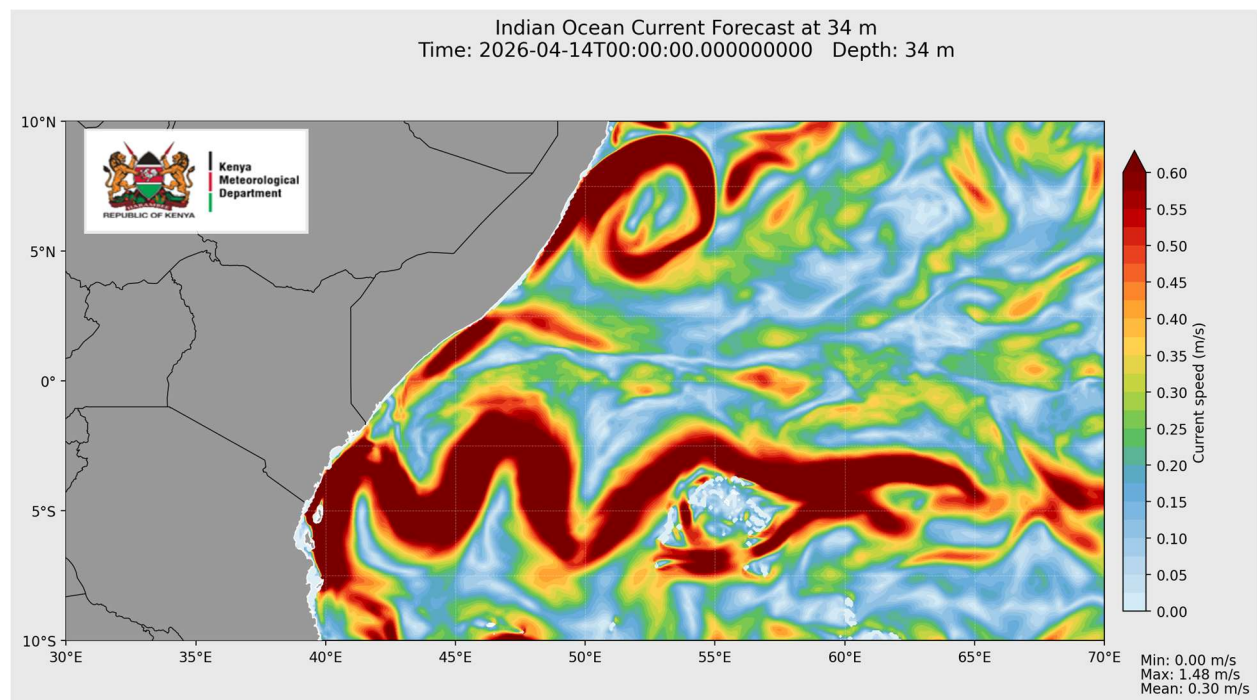 Indian Ocean Current Forecast at 34 m
Time: 2026-04-14T00:00:00.000000000   Depth: 34 m
Kenya
Meteorological
Department
REPUBLIC OF KENYA
10°N
5°N
0°
5°S
10°S
30°E
35°E
40°E
45°E
50°E
55°E
60°E
65°E
70°E
0.60
0.55
0.50
0.45
0.40
0.35
0.30
0.25
0.20
0.15
0.10
0.05
0.00
Current speed (m/s)
Min: 0.00 m/s
Max: 1.48 m/s
Mean: 0.30 m/s